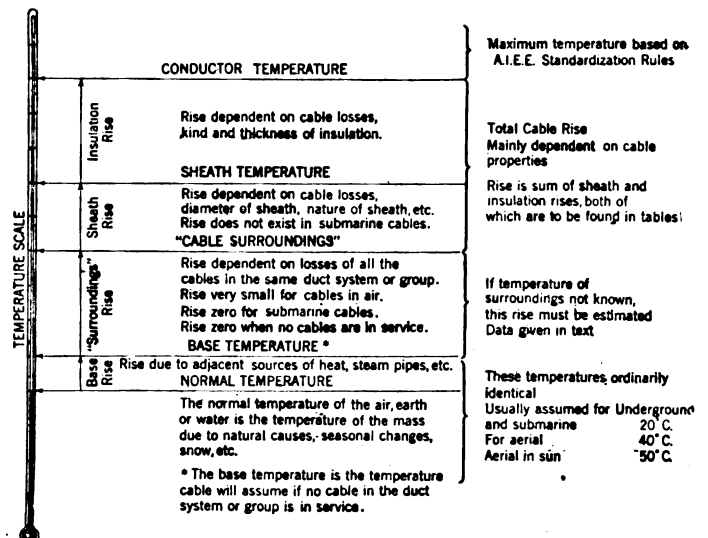 TEMPERATURE SCALE
CONDUCTOR TEMPERATURE
Maximum temperature based on
A.I.E.E. Standardization Rules
Insulation
Rise
Rise dependent on cable losses,
kind and thickness of insulation.
Total Cable Rise
Mainly dependent on cable
properties
Rise is sum of sheath and
insulation rises, both of
which are to be found in tables
SHEATH TEMPERATURE
Sheath
Rise
Rise dependent on cable losses,
diameter of sheath, nature of sheath, etc.
Rise does not exist in submarine cables.
"CABLE SURROUNDINGS"
"Surroundings"
Rise
Rise dependent on losses of all the
cables in the same duct system or group.
Rise very small for cables in air.
Rise zero for submarine cables.
Rise zero when no cables are in service.
If temperature of
surroundings not known,
this rise must be estimated
Data given in text
BASE TEMPERATURE *
Base
Rise
Rise due to adjacent sources of heat, steam pipes, etc.
NORMAL TEMPERATURE
The normal temperature of the air, earth
or water is the temperature of the mass
due to natural causes, seasonal changes,
snow, etc.
These temperatures ordinarily
identical
Usually assumed for Underground
and submarine 20° C.
For aerial 40° C.
Aerial in sun 50° C.
* The base temperature is the temperature
cable will assume if no cable in the duct
system or group is in service.